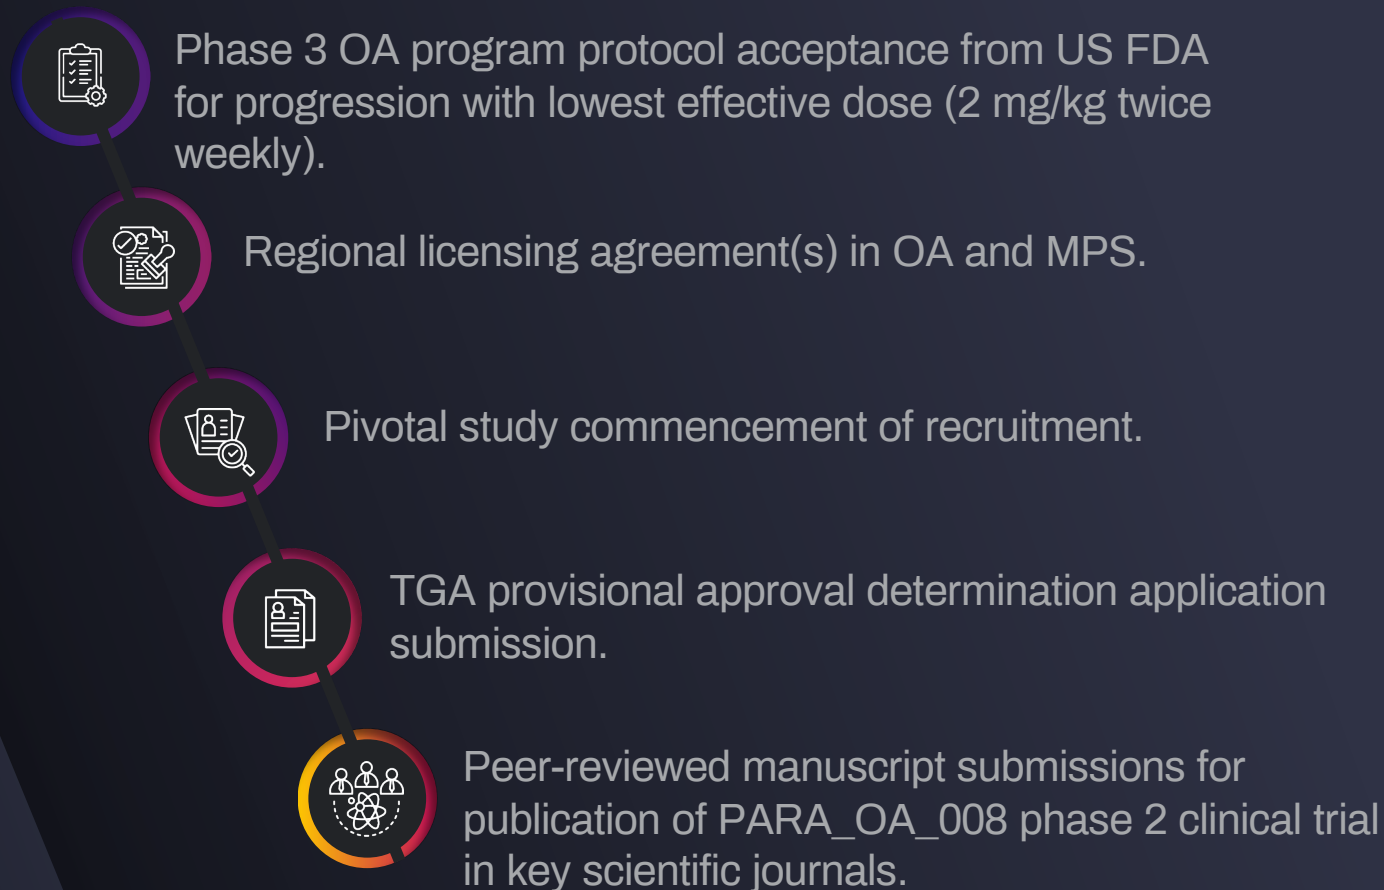 Phase 3 OA program protocol acceptance from US FDA
for progression with lowest effective dose (2 mg/kg twice
weekly).
Regional licensing agreement(s) in OA and MPS.
Pivotal study commencement of recruitment.
TGA provisional approval determination application
submission.
Peer-reviewed manuscript submissions for
publication of PARA_OA_008 phase 2 clinical trial
in key scientific journals.